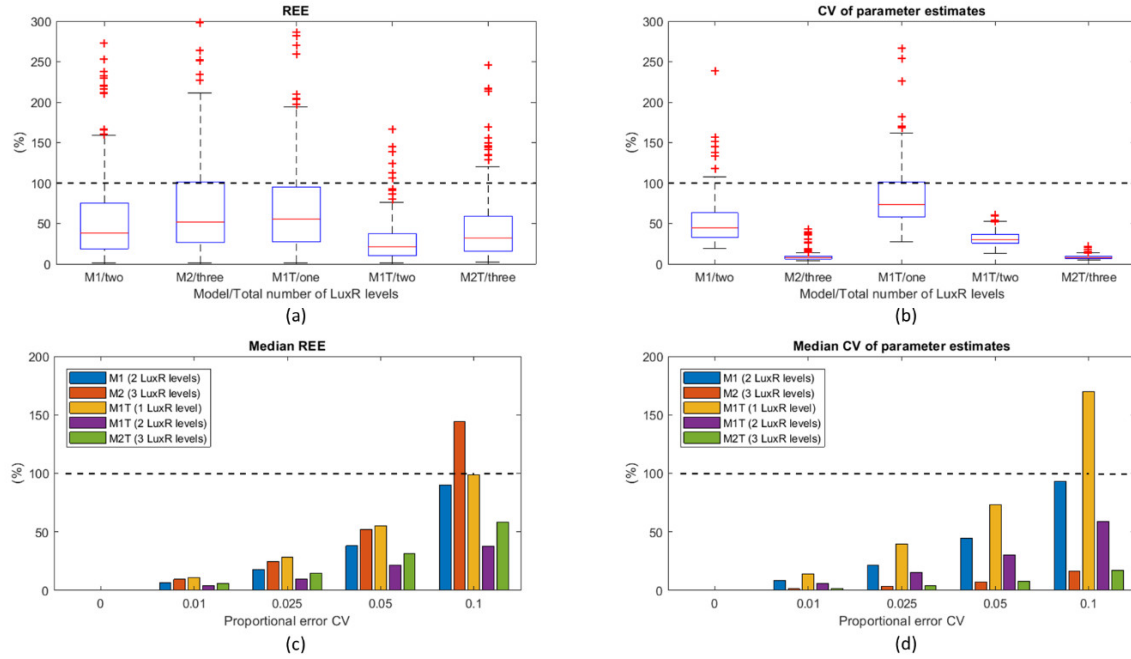 REE
300
250
200
150
100
50
0
(%)
M1/two
M2/three
M1T/one
M1T/two
M2T/three
Model/Total number of LuxR levels
(a)
CV of parameter estimates
300
250
200
150
100
50
0
(%)
M1/two
M2/three
M1T/one
M1T/two
M2T/three
Model/Total number of LuxR levels
(b)
Median REE
200
150
100
50
0
(%)
M1 (2 LuxR levels)
M2 (3 LuxR levels)
M1T (1 LuxR level)
M1T (2 LuxR levels)
M2T (3 LuxR levels)
0
0.01
0.025
0.05
0.1
Proportional error CV
(c)
Median CV of parameter estimates
200
150
100
50
0
(%)
M1 (2 LuxR levels)
M2 (3 LuxR levels)
M1T (1 LuxR level)
M1T (2 LuxR levels)
M2T (3 LuxR levels)
0
0.01
0.025
0.05
0.1
Proportional error CV
(d)